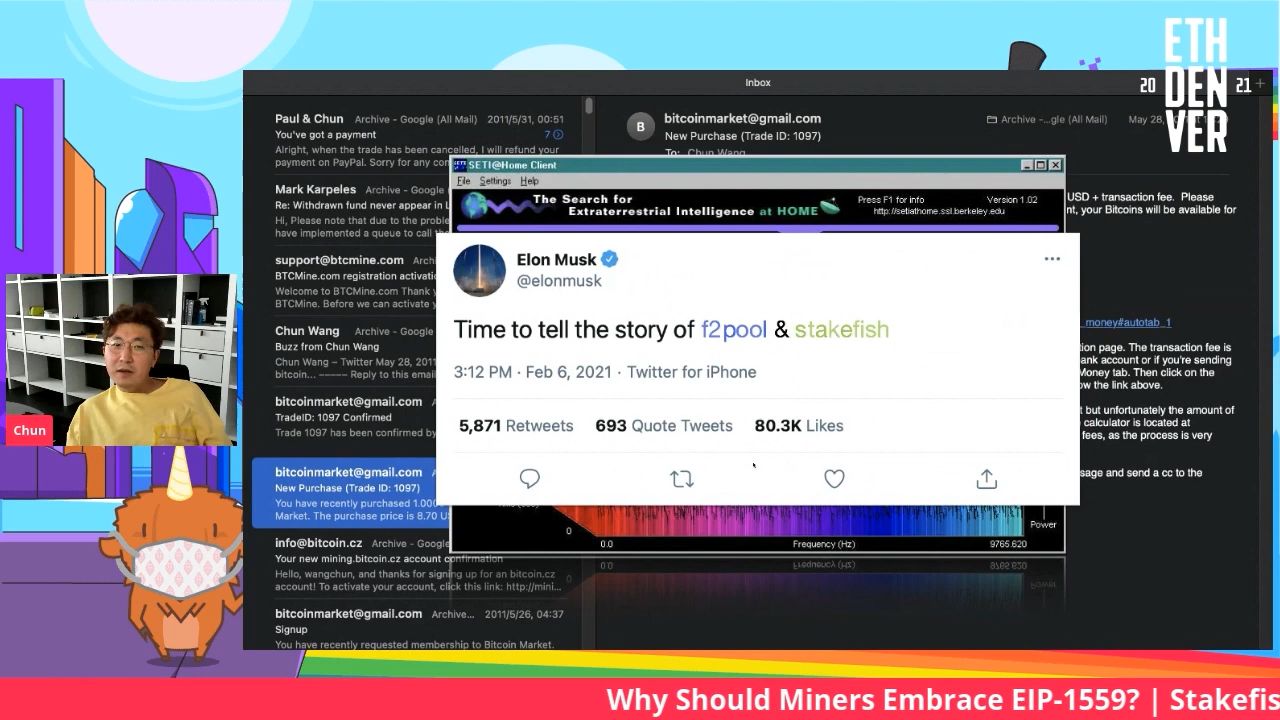 ETH
20 DEN 21
VER
Inbox
Paul & Chun Archive - Google (All Mail) 2011/5/31, 00:51
You've got a payment 7
Alright, when the trade has been cancelled, I will refund your
payment on PayPal. Sorry for any con
Mark Karpeles Archive - Google
Re: Withdrawn fund never appear in L
Hi, Please note that due to the proble
have implemented a queue to call the
support@btcmine.com Archi
BTCMine.com registration activatio
Welcome to BTCMine.com Thank y
BTCMine. Before we can activate y
Chun Wang
Buzz from Chun Wang
Chun Wang – Twitter May 28, 2011
bitcoin... ––––– Reply to this email
bitcoinmarket@gmail.com
TradeID: 1097 Confirmed
Trade 1097 has been confirmed by
bitcoinmarket@gmail.com
New Purchase (Trade ID: 1097)
You have recently purchased 1.000
Market. The purchase price is 8.70 US
info@bitcoin.cz Archive - Google
Your new mining.bitcoin.cz account confirmation
Hello, wangchun, and thanks for signing up for an bitcoin.cz
account! To activate your account, click this link: http://mini...
bitcoinmarket@gmail.com Archive... 2011/5/26, 04:37
Signup
You have recently requested membership to Bitcoin Market.
B
bitcoinmarket@gmail.com Archive -...gle (All Mail) May 28,
New Purchase (Trade ID: 1097)
To: Chun Wang
USD + transaction fee. Please
nt, your Bitcoins will be available for
_money#autotab_1
tion page. The transaction fee is
ank account or if you're sending
Money tab. Then click on the
ow the link above.
t but unfortunately the amount of
calculator is located at
fees, as the process is very
sage and send a cc to the
SETI@Home Client
File Settings Help
The Search for
Extraterrestrial Intelligence at HOME
Press F1 for info Version 1.02
http://setiathome.ssl.berkeley.edu
Elon Musk
@elonmusk
Time to tell the story of f2pool & stakefish
3:12 PM · Feb 6, 2021 · Twitter for iPhone
5,871 Retweets 693 Quote Tweets 80.3K Likes
0
Power
0.0 Frequency (Hz) 9765.620
Chun
Why Should Miners Embrace EIP-1559? | Stakefis